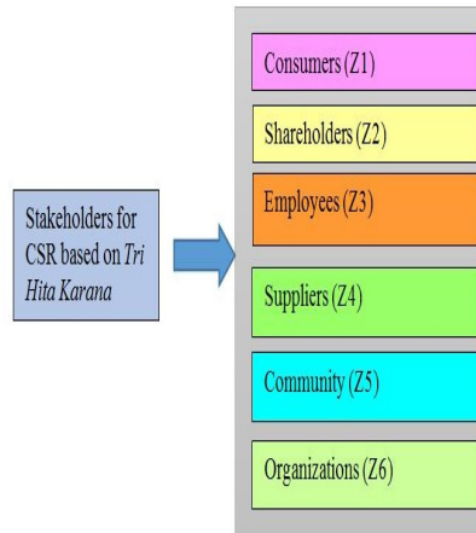 Stakeholders for
CSR based on Tri
Hita Karana
Consumers (Z1)
Shareholders (Z2)
Employees (Z3)
Suppliers (Z4)
Community (Z5)
Organizations (Z6)